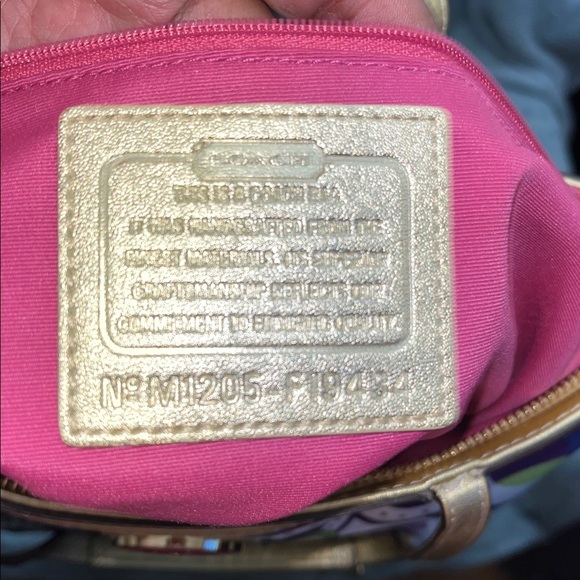 COACH
THIS IS A COACH BAG.
IT WAS HANDCRAFTED FROM THE
FINEST MATERIALS. ITS SUPERIOR
CRAFTSMANSHIP REFLECTS OUR
COMMITMENT TO ENDURING QUALITY.
Nº M1205-F19434